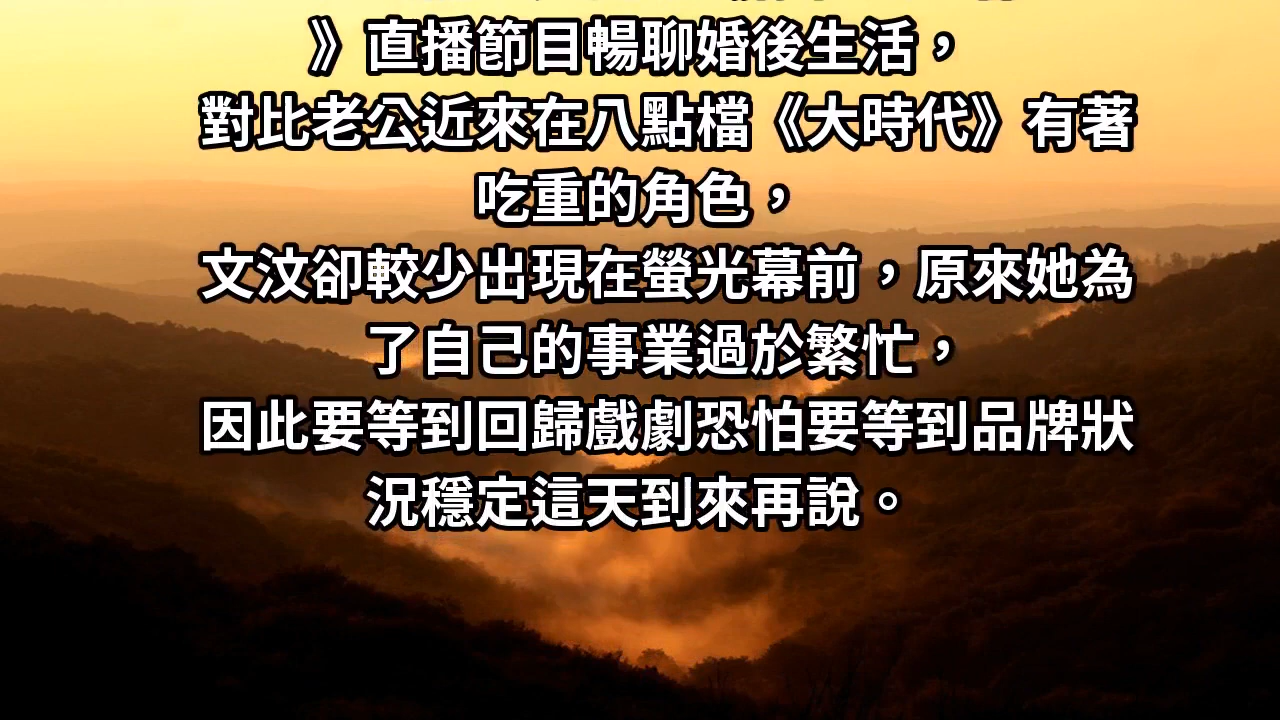 》直播節目暢聊婚後生活，
對比老公近來在八點檔《大時代》有著
吃重的角色，
文汶卻較少出現在螢光幕前，原來她為
了自己的事業過於繁忙，
因此要等到回歸戲劇恐怕要等到品牌狀
況穩定這天到來再說。